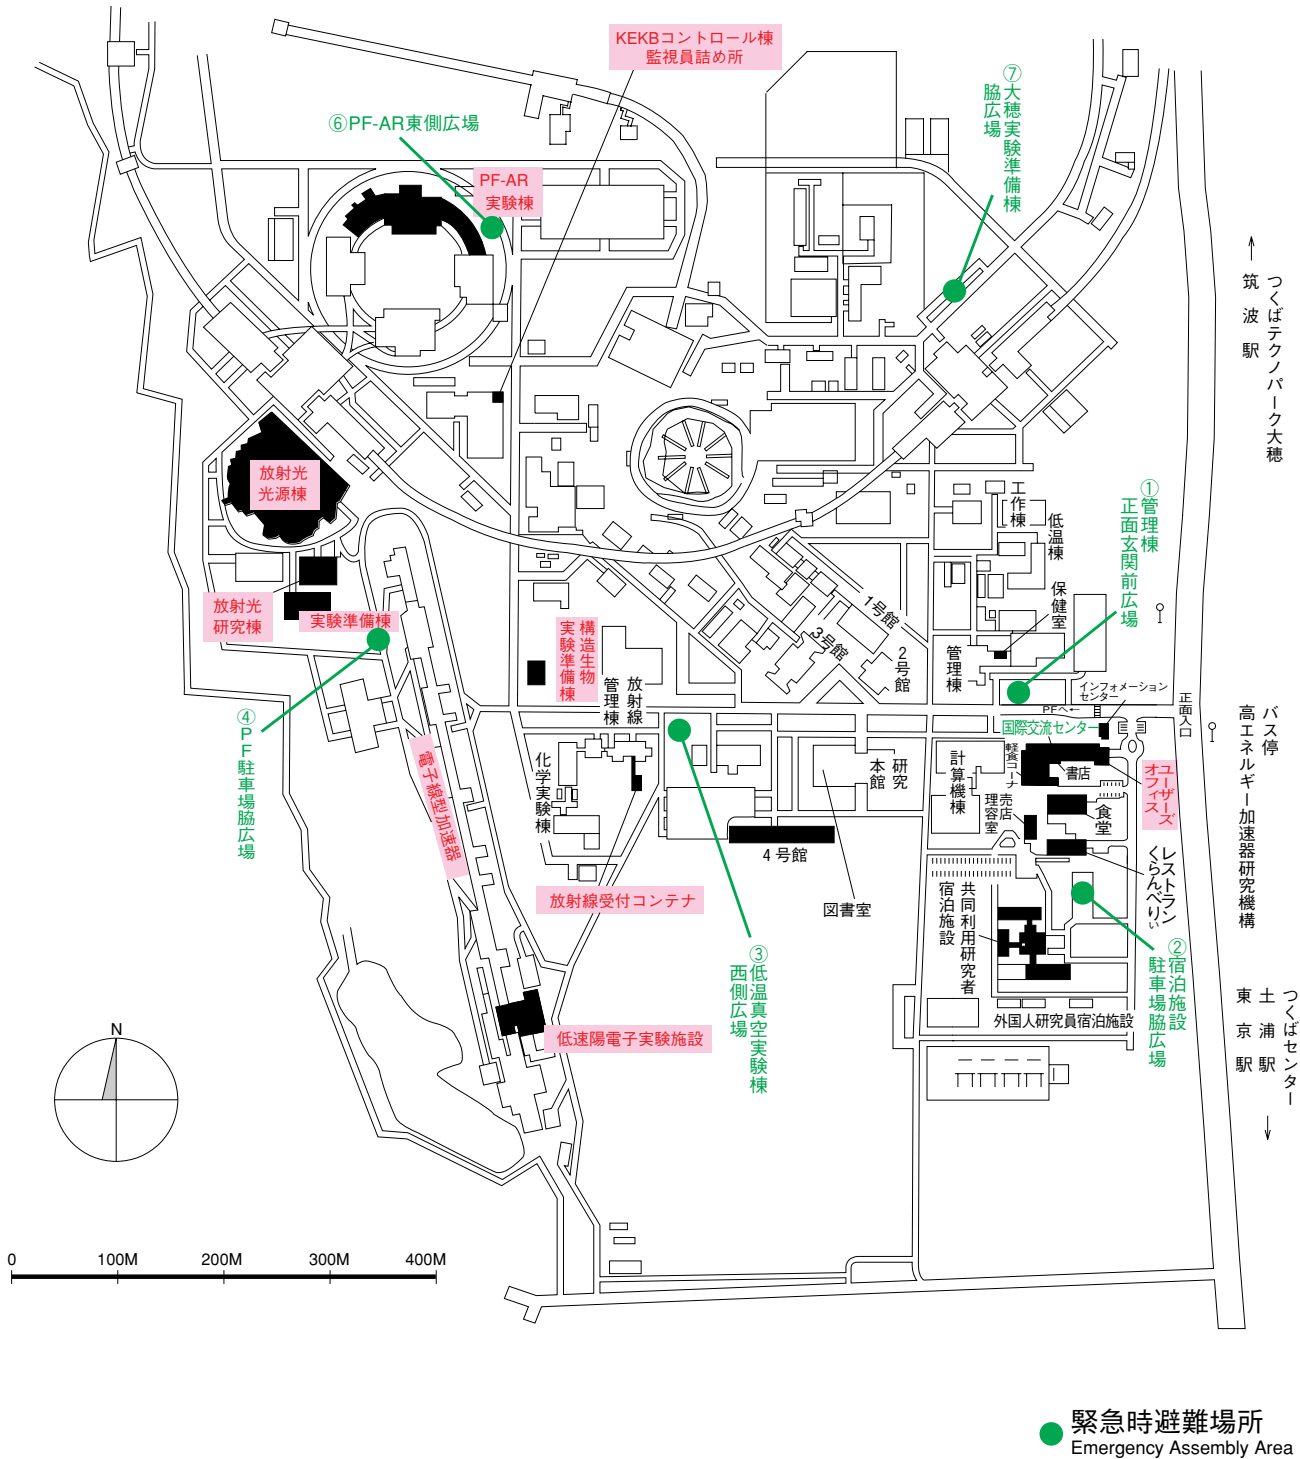 KEKBコントロール棟
監視員詰め所
⑦大穂実験準備棟
脇広場
⑥PF-AR東側広場
PF-AR
実験棟
つくばテクノパーク大穂
筑波駅
放射光
光源棟
①管理棟
正面玄関前広場
工作棟
低温棟
保健室
放射光
研究棟
実験準備棟
構造生物
実験準備棟
放射線
管理棟
1号館
3号館
2号館
管理棟
インフォメーション
センター
PFへ←
正面入口
バス停
高エネルギー加速器研究機構
④PF駐車場脇広場
電子線型加速器
化学実験棟
国際交流センター
軽食コーナ
書店
ユーザーズ
オフィス
計算機棟
研究
本館
売店
理容室
食堂
4号館
レストラン
くらんべりぃ
図書室
放射線受付コンテナ
共同利用研究者
宿泊施設
③低温真空実験棟
西側広場
②宿泊施設
駐車場脇広場
外国人研究員宿泊施設
低速陽電子実験施設
つくばセンター
土浦駅
東京駅
N
0
100M
200M
300M
400M
緊急時避難場所
Emergency Assembly Area